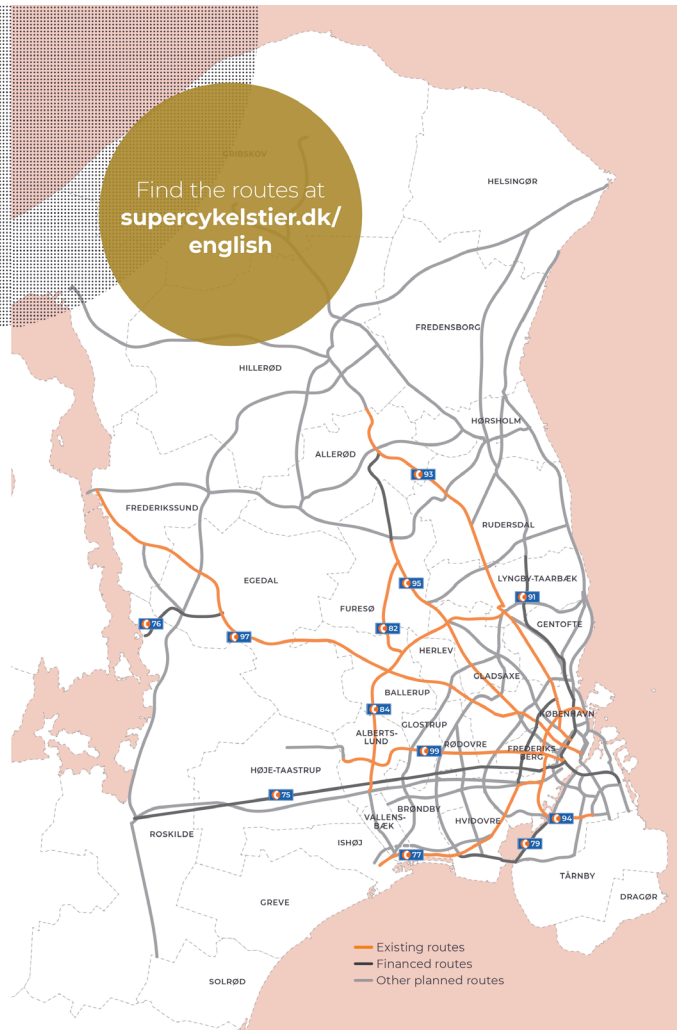 GRIBSKOV
Find the routes at
supercykelstier.dk/
english
HELSINGØR
FREDENSBORG
HILLERØD
HØRSHOLM
ALLERØD
93
FREDERIKSSUND
RUDERSDAL
EGEDAL
95
LYNGBY-TAARBÆK
91
FURESØ
76
82
GENTOFTE
97
HERLEV
GLADSAXE
BALLERUP
84
KØBENHAVN
GLOSTRUP
ALBERTS-
LUND
99
RØDOVRE
FREDERIKS-
BERG
HØJE-TAASTRUP
75
BRØNDBY
VALLENS-
BÆK
HVIDOVRE
94
ROSKILDE
ISHØJ
77
79
TÅRNBY
DRAGØR
GREVE
Existing routes
Financed routes
Other planned routes
SOLRØD